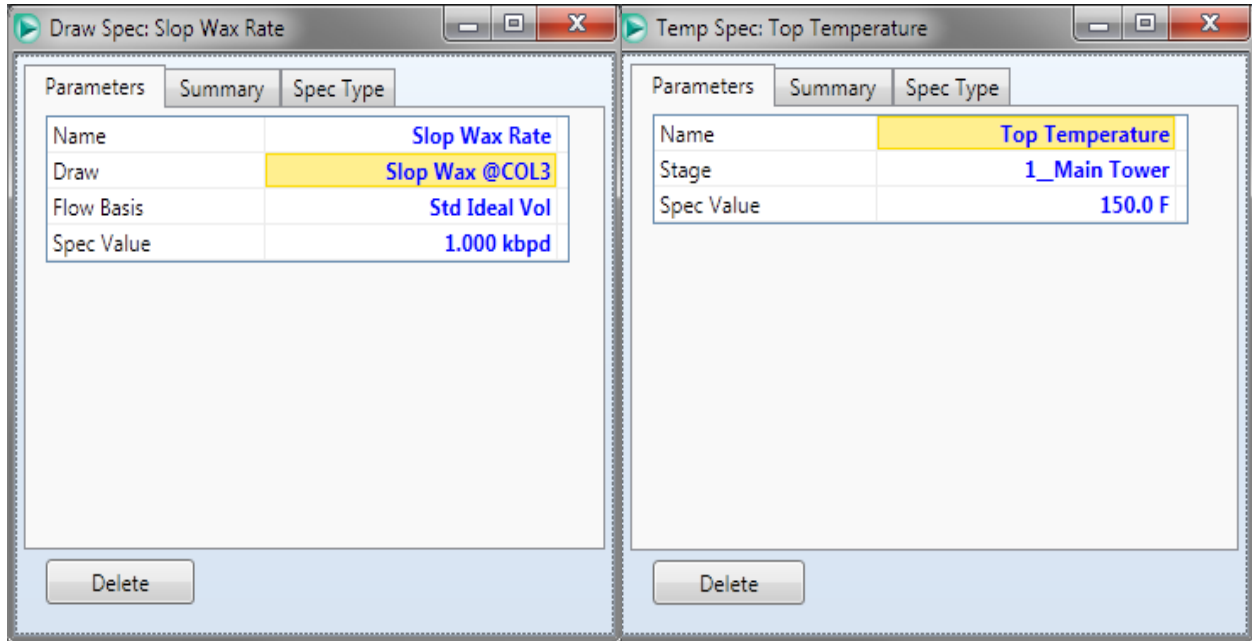 Draw Spec: Slop Wax Rate
Parameters Summary Spec Type
Name Slop Wax Rate
Draw Slop Wax @COL3
Flow Basis Std Ideal Vol
Spec Value 1.000 kbpd
Delete
Temp Spec: Top Temperature
Parameters Summary Spec Type
Name Top Temperature
Stage 1__Main Tower
Spec Value 150.0 F
Delete